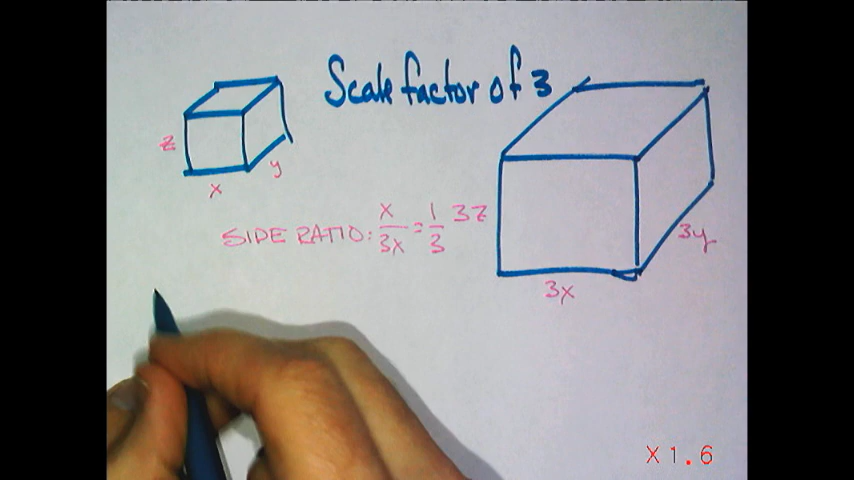 Scale factor of 3
z
y
x
SIDE RATIO: x/3x = 1/3
3z
3y
3x
X1.6